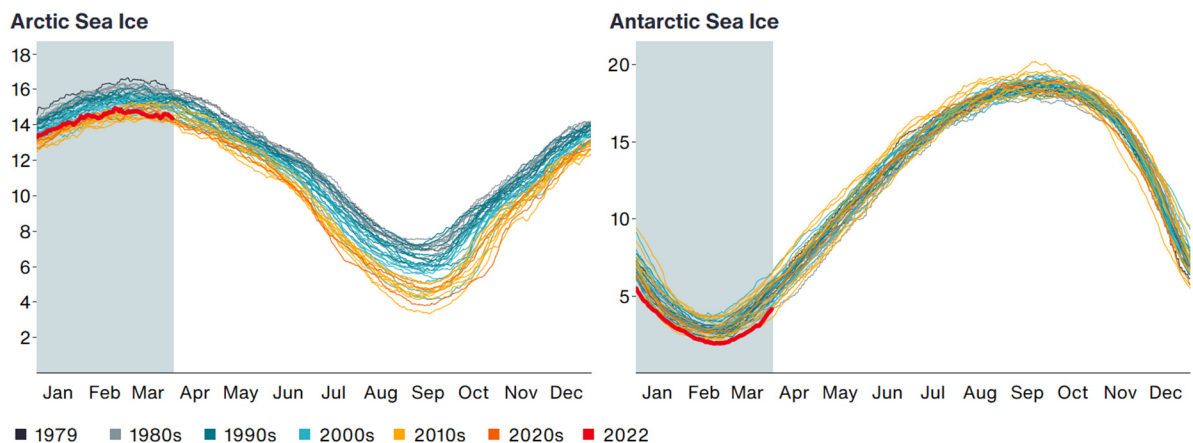 Arctic Sea Ice
18
16
14
12
10
8
6
4
2
Jan Feb Mar Apr May Jun Jul Aug Sep Oct Nov Dec
Antarctic Sea Ice
20
15
10
5
Jan Feb Mar Apr May Jun Jul Aug Sep Oct Nov Dec
1979 1980s 1990s 2000s 2010s 2020s 2022